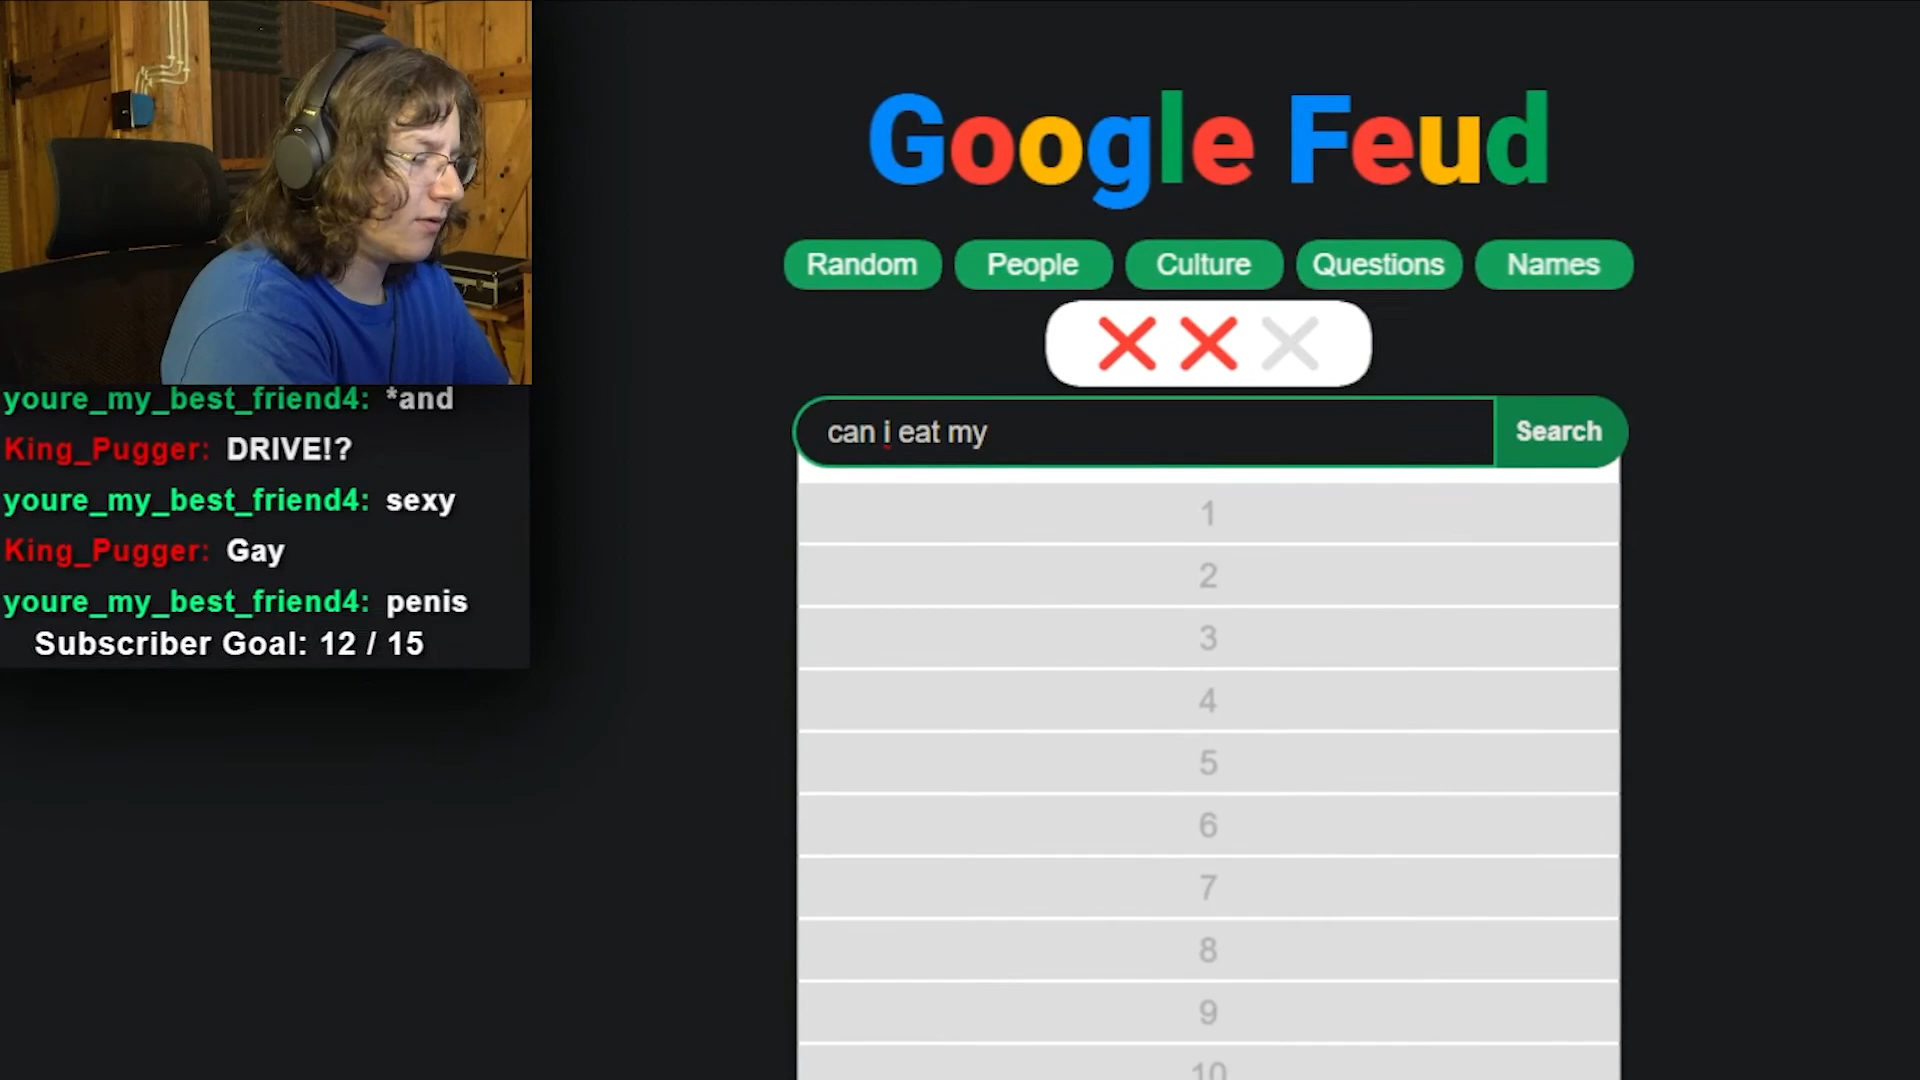 youre_my_best_friend4: *and
King_Pugger: DRIVE!?
youre_my_best_friend4: sexy
King_Pugger: Gay
youre_my_best_friend4: penis
Subscriber Goal: 12 / 15
Google Feud
Random People Culture Questions Names
can i eat my Search
1
2
3
4
5
6
7
8
9
10